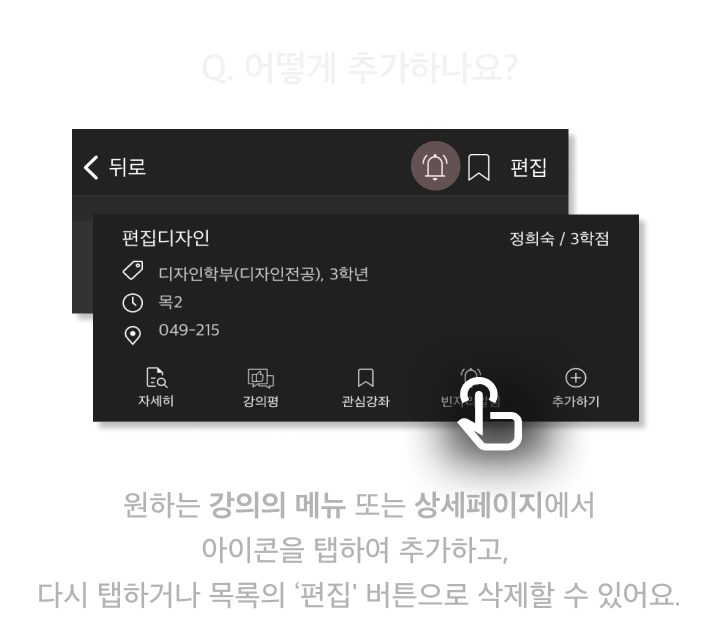 Q. 어떻게 추가하나요?
뒤로
편집
편집디자인
정희숙 / 3학점
디자인학부(디자인전공), 3학년
목2
049-215
자세히
강의평
관심강좌
추가하기
원하는 강의의 메뉴 또는 상세페이지에서
아이콘을 탭하여 추가하고,
다시 탭하거나 목록의 ‘편집' 버튼으로 삭제할 수 있어요.